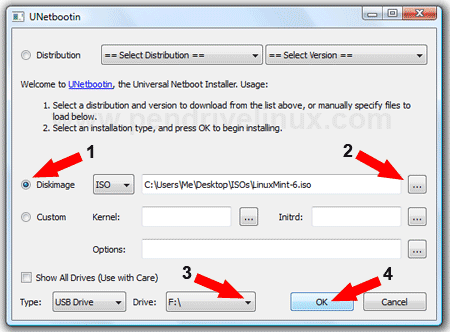 UNetbootin
Distribution == Select Distribution == == Select Version ==
Welcome to UNetbootin, the Universal Netboot Installer. Usage:
1. Select a distribution and version to download from the list above, or manually specify files to
load below.
2. Select an installation type, and press OK to begin installing.
www.pendrivelinux.com
1
2
Diskimage ISO C:\Users\Me\Desktop\ISOs\LinuxMint-6.iso ...
Custom Kernel: ... Initrd: ...
Options: ...
Show All Drives (Use with Care)
3
4
Type: USB Drive Drive: F:\ OK Cancel